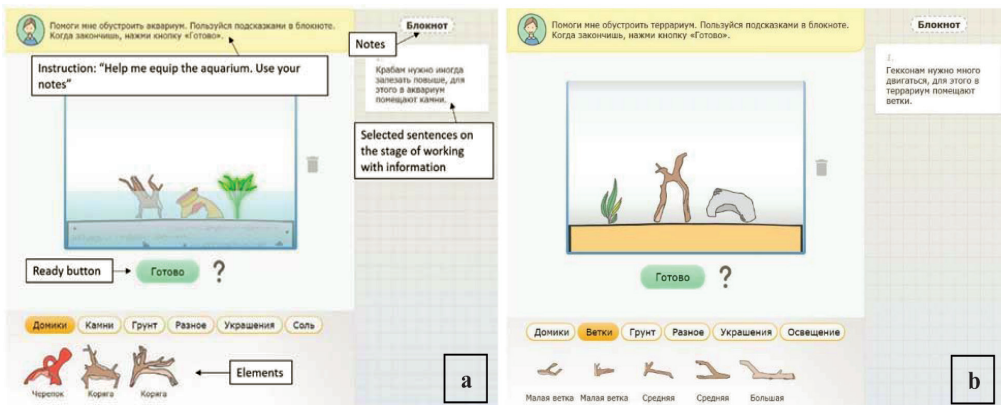 Помоги мне обустроить аквариум. Пользуйся подсказками в блокноте.
Когда закончишь, нажми кнопку «Готово».
Блокнот
Notes
Instruction: “Help me equip the aquarium. Use your
notes”
Крабам нужно иногда
залезать повыше, для
этого в аквариум
помещают камни.
Selected sentences on
the stage of working
with information
Ready button
Готово
?
Домики
Камни
Грунт
Разное
Украшения
Соль
Elements
Черепок
Коряга
Коряга
a
Помоги мне обустроить террариум. Пользуйся подсказками в блокноте.
Когда закончишь, нажми кнопку «Готово».
Блокнот
1.
Гекконам нужно много
двигаться, для этого в
террариум помещают
ветки.
Готово
?
Домики
Ветки
Грунт
Разное
Украшения
Освещение
Малая ветка
Малая ветка
Средняя
Средняя
Большая
b